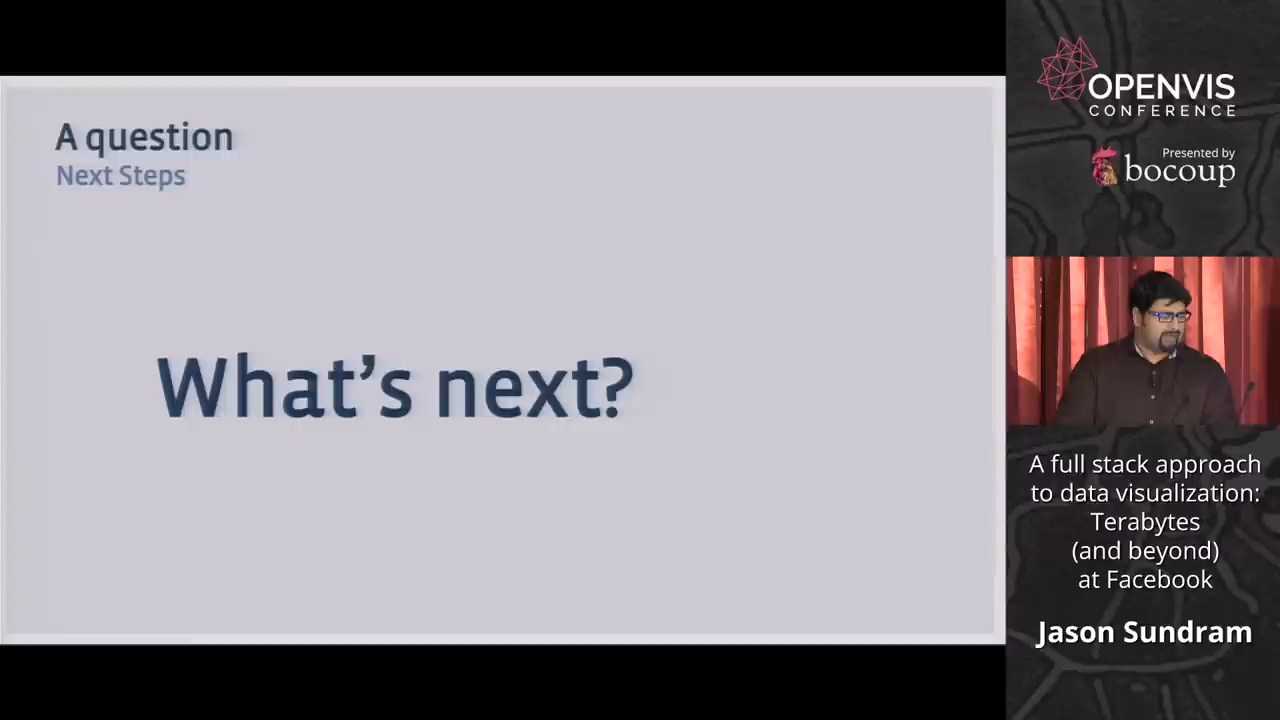 A question
Next Steps
What's next?
OPENVIS
CONFERENCE
Presented by
bocoup
A full stack approach
to data visualization:
Terabytes
(and beyond)
at Facebook
Jason Sundram